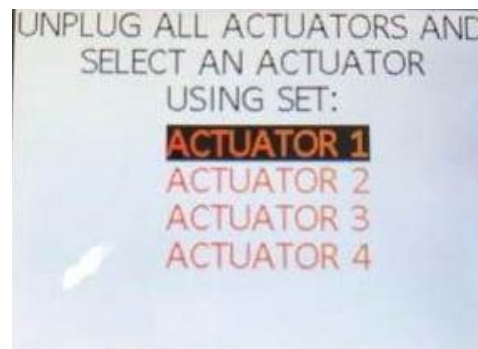 UNPLUG ALL ACTUATORS AND
SELECT AN ACTUATOR
USING SET:
ACTUATOR 1
ACTUATOR 2
ACTUATOR 3
ACTUATOR 4